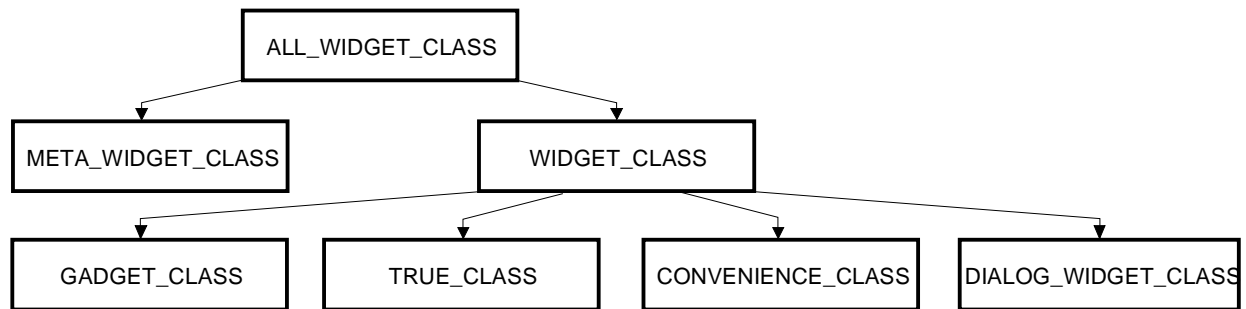 ALL_WIDGET_CLASS
META_WIDGET_CLASS
WIDGET_CLASS
GADGET_CLASS
TRUE_CLASS
CONVENIENCE_CLASS
DIALOG_WIDGET_CLASS